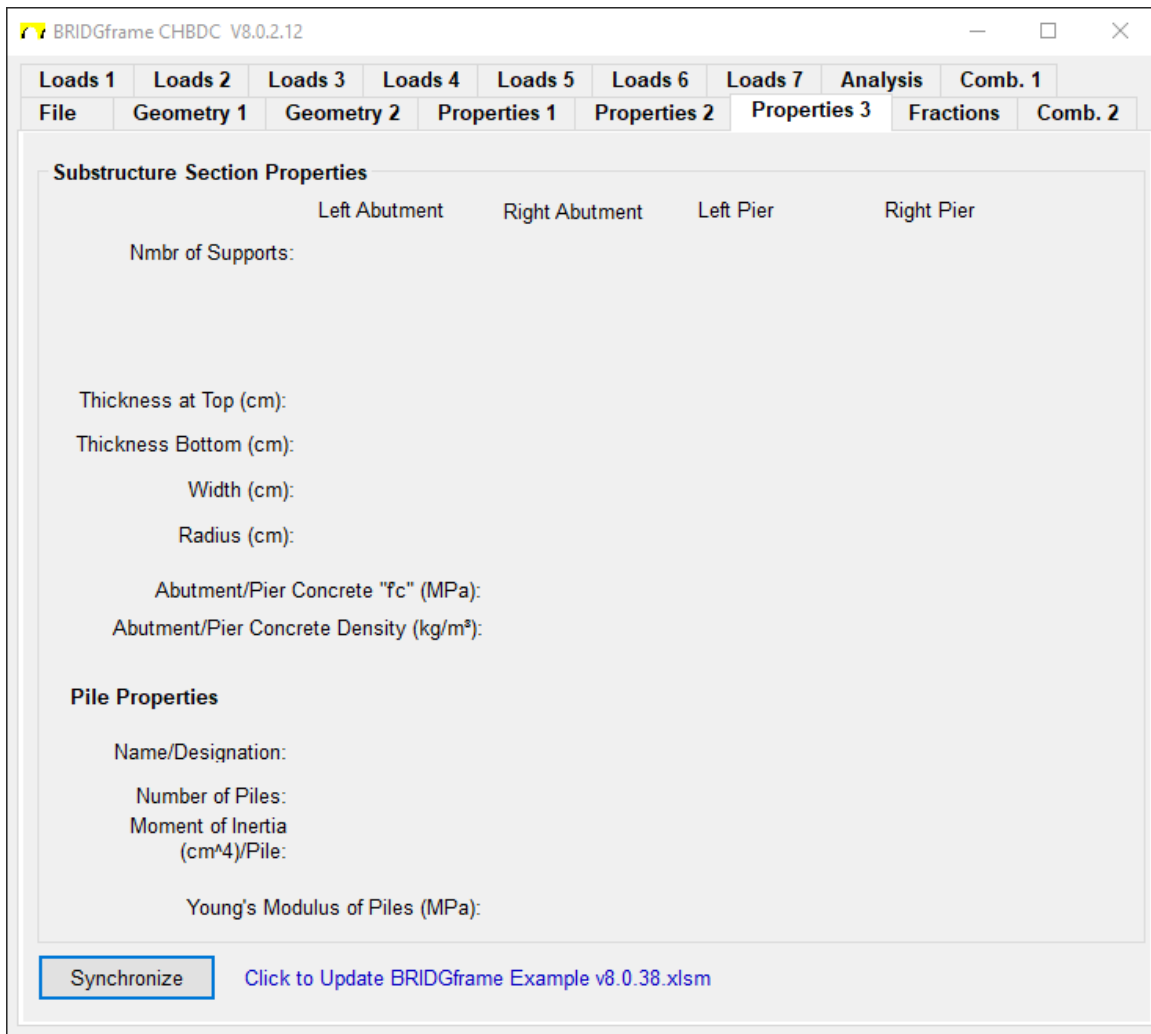 BRIDGframe CHBDC V8.0.2.12
Loads 1 Loads 2 Loads 3 Loads 4 Loads 5 Loads 6 Loads 7 Analysis Comb. 1
File Geometry 1 Geometry 2 Properties 1 Properties 2 Properties 3 Fractions Comb. 2
Substructure Section Properties
Left Abutment Right Abutment Left Pier Right Pier
Nmbr of Supports:
Thickness at Top (cm):
Thickness Bottom (cm):
Width (cm):
Radius (cm):
Abutment/Pier Concrete "f'c" (MPa):
Abutment/Pier Concrete Density (kg/m³):
Pile Properties
Name/Designation:
Number of Piles:
Moment of Inertia
(cm^4)/Pile:
Young's Modulus of Piles (MPa):
Synchronize Click to Update BRIDGframe Example v8.0.38.xlsm